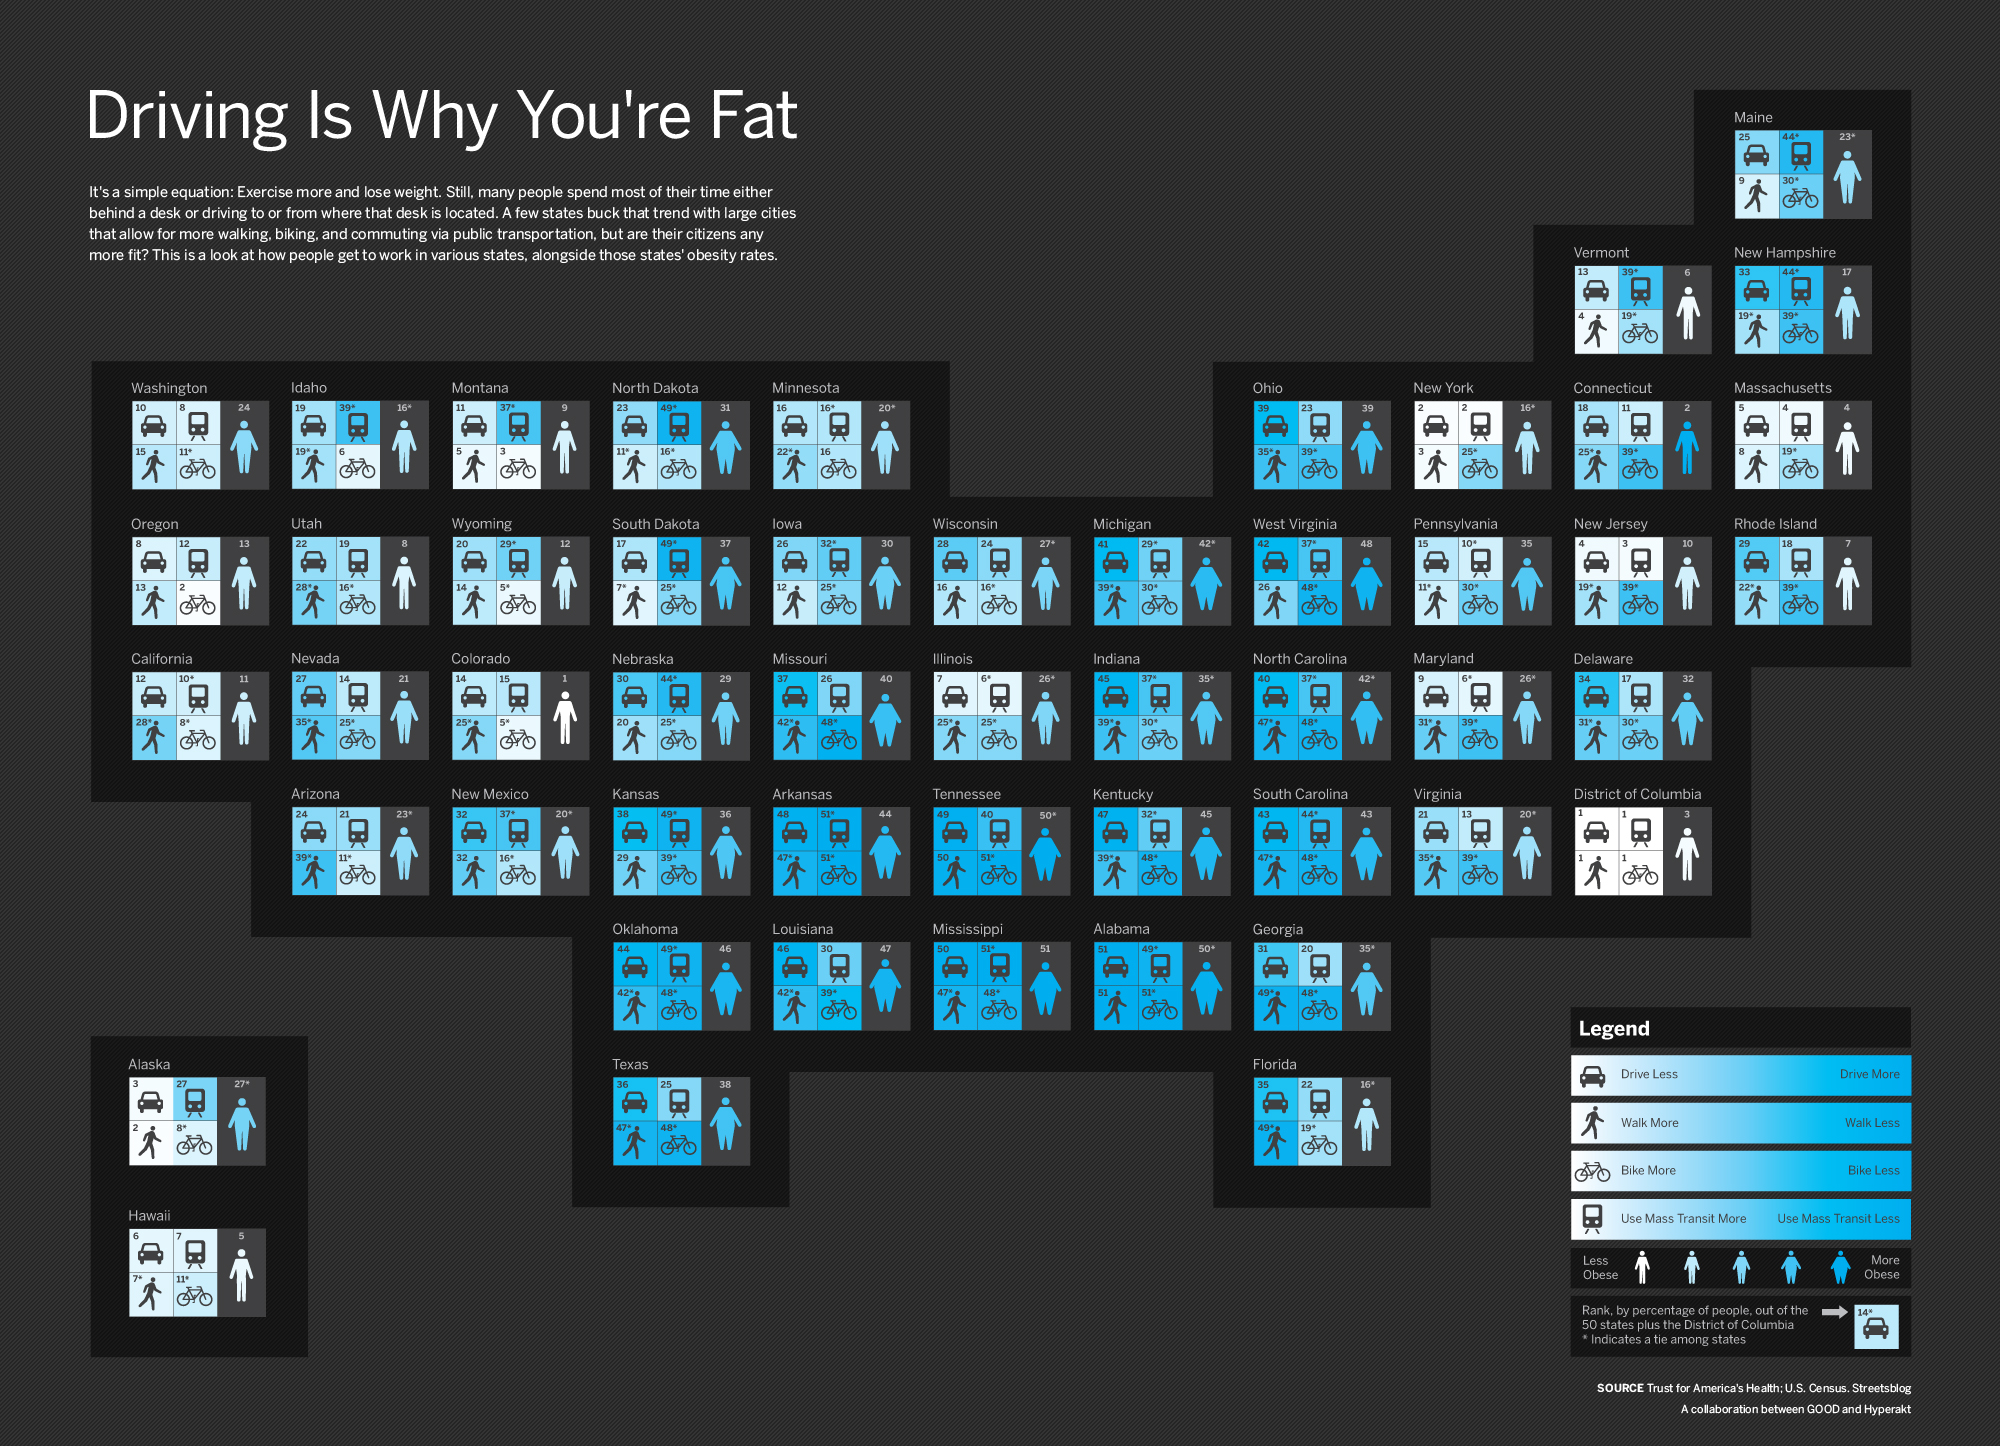 Driving Is Why You're Fat
It's a simple equation: Exercise more and lose weight. Still, many people spend most of their time either
behind a desk or driving to or from where that desk is located. A few states buck that trend with large cities
that allow for more walking, biking, and commuting via public transportation, but are their citizens any
more fit? This is a look at how people get to work in various states, alongside those states' obesity rates.
Maine
25 44* 23*
9 30*
Vermont New Hampshire
13 39* 6 33 44* 17
4 19* 19* 39*
Washington Idaho Montana North Dakota Minnesota Ohio New York Connecticut Massachusetts
10 8 24 19 39* 16* 11 37* 9 23 49* 31 16 16* 20* 39 23 39 2 2 16* 18 11 2 5 4 4
15 11* 19* 6 5 3 11* 16* 22* 16 35* 39* 3 25* 25* 39* 8 19*
Oregon Utah Wyoming South Dakota Iowa Wisconsin Michigan West Virginia Pennsylvania New Jersey Rhode Island
8 12 13 22 19 8 20 29* 12 17 49* 37 26 32* 30 28 24 27* 41 29* 42* 42 37* 48 15 10* 35 4 3 10 29 18 7
13 2 28* 16* 14 5* 7* 25* 12 25* 16 16* 39* 30* 26 48* 11* 30* 19* 39* 22* 39*
California Nevada Colorado Nebraska Missouri Illinois Indiana North Carolina Maryland Delaware
12 10* 11 27 14 21 14 15 1 30 44* 29 37 26 40 7 6* 26* 45 37* 35* 40 37* 42* 9 6* 26* 34 17 32
28* 8* 35* 25* 25* 5* 20 25* 42* 48* 25* 25* 39* 30* 47* 48* 31* 39* 31* 30*
Arizona New Mexico Kansas Arkansas Tennessee Kentucky South Carolina Virginia District of Columbia
24 21 23* 32 37* 20* 38 49* 36 48 51* 44 49 40 50* 47 32* 45 43 44* 43 21 13 20* 1 1 3
39* 11* 32 16* 29 39* 47* 51* 50 51* 39* 48* 47* 48* 35* 39* 1 1
Oklahoma Louisiana Mississippi Alabama Georgia
44 49* 46 46 30 47 50 51* 51 51 49* 50* 31 20 35*
42* 48* 42* 39* 47* 48* 51 51* 49* 48*
Alaska Texas Florida
3 27 27* 36 25 38 35 22 16*
2 8* 47* 48* 49* 19*
Hawaii
6 7 5
7* 11*
Legend
Drive Less Drive More
Walk More Walk Less
Bike More Bike Less
Use Mass Transit More Use Mass Transit Less
Less More
Obese Obese
Rank, by percentage of people, out of the 14*
50 states plus the District of Columbia
* Indicates a tie among states
SOURCE Trust for America's Health; U.S. Census. Streetsblog
A collaboration between GOOD and Hyperakt